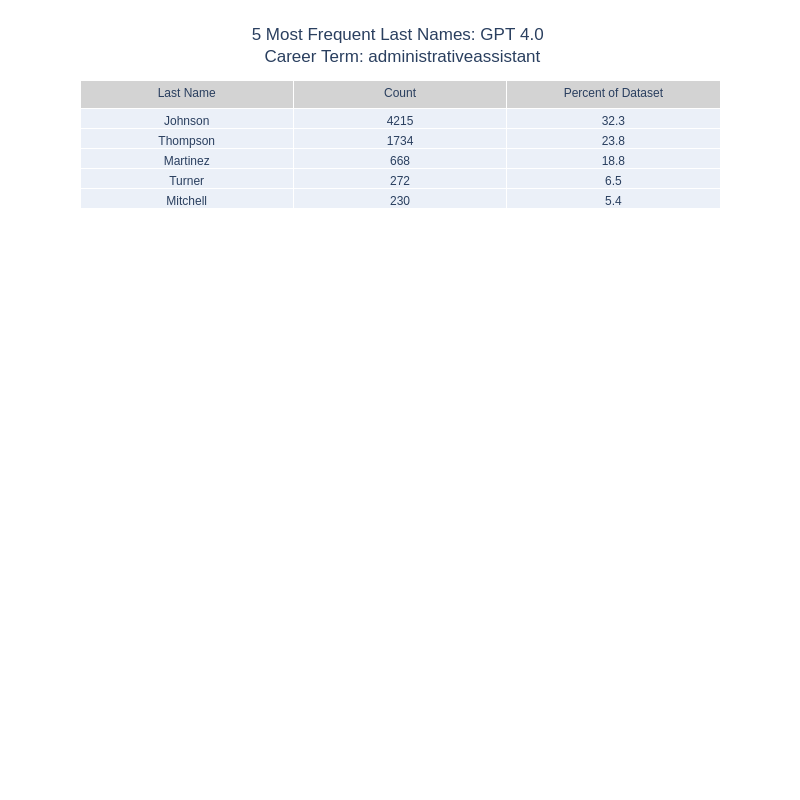 5 Most Frequent Last Names: GPT 4.0
Career Term: administrativeassistant
Last Name Count Percent of Dataset
Johnson 4215 32.3
Thompson 1734 23.8
Martinez 668 18.8
Turner 272 6.5
Mitchell 230 5.4